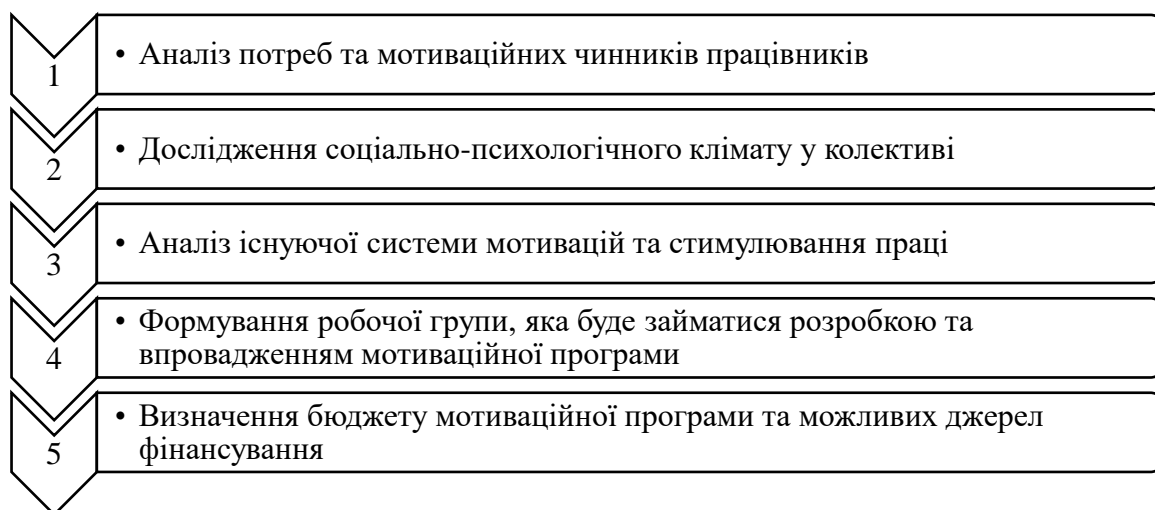 1
• Аналіз потреб та мотиваційних чинників працівників
2
• Дослідження соціально-психологічного клімату у колективі
3
• Аналіз існуючої системи мотивацій та стимулювання праці
4
• Формування робочої групи, яка буде займатися розробкою та
впровадженням мотиваційної програми
5
• Визначення бюджету мотиваційної програми та можливих джерел
фінансування